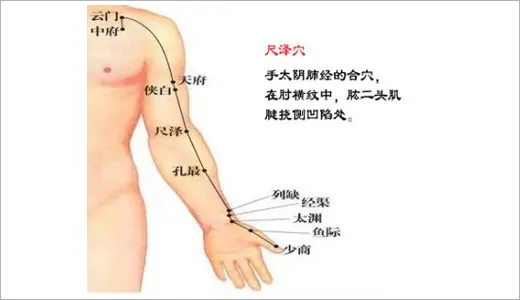 云门
中府
天府
侠白
尺泽
孔最
列缺
经渠
太渊
鱼际
少商
尺泽穴
手太阴肺经的合穴，
在肘横纹中，肱二头肌
腱挠侧凹陷处。